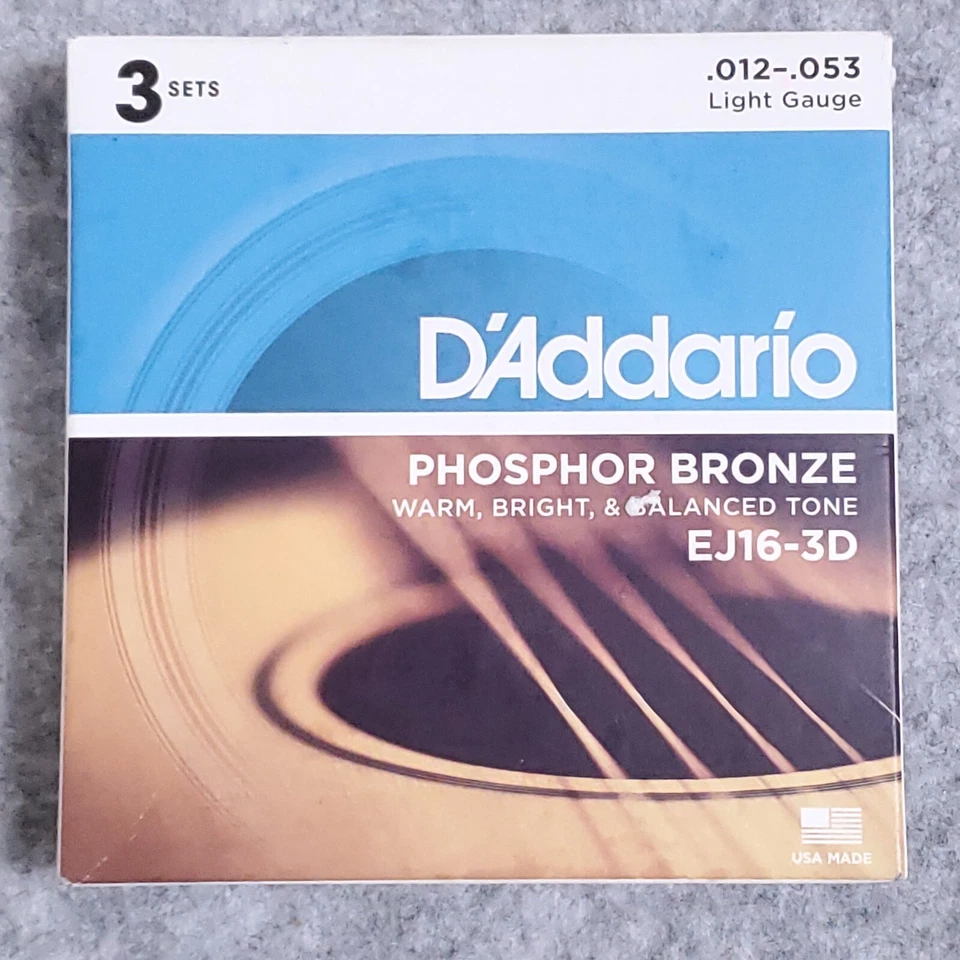 3 SETS
.012–.053
Light Gauge
D'Addario
PHOSPHOR BRONZE
WARM, BRIGHT, & BALANCED TONE
EJ16-3D
USA MADE